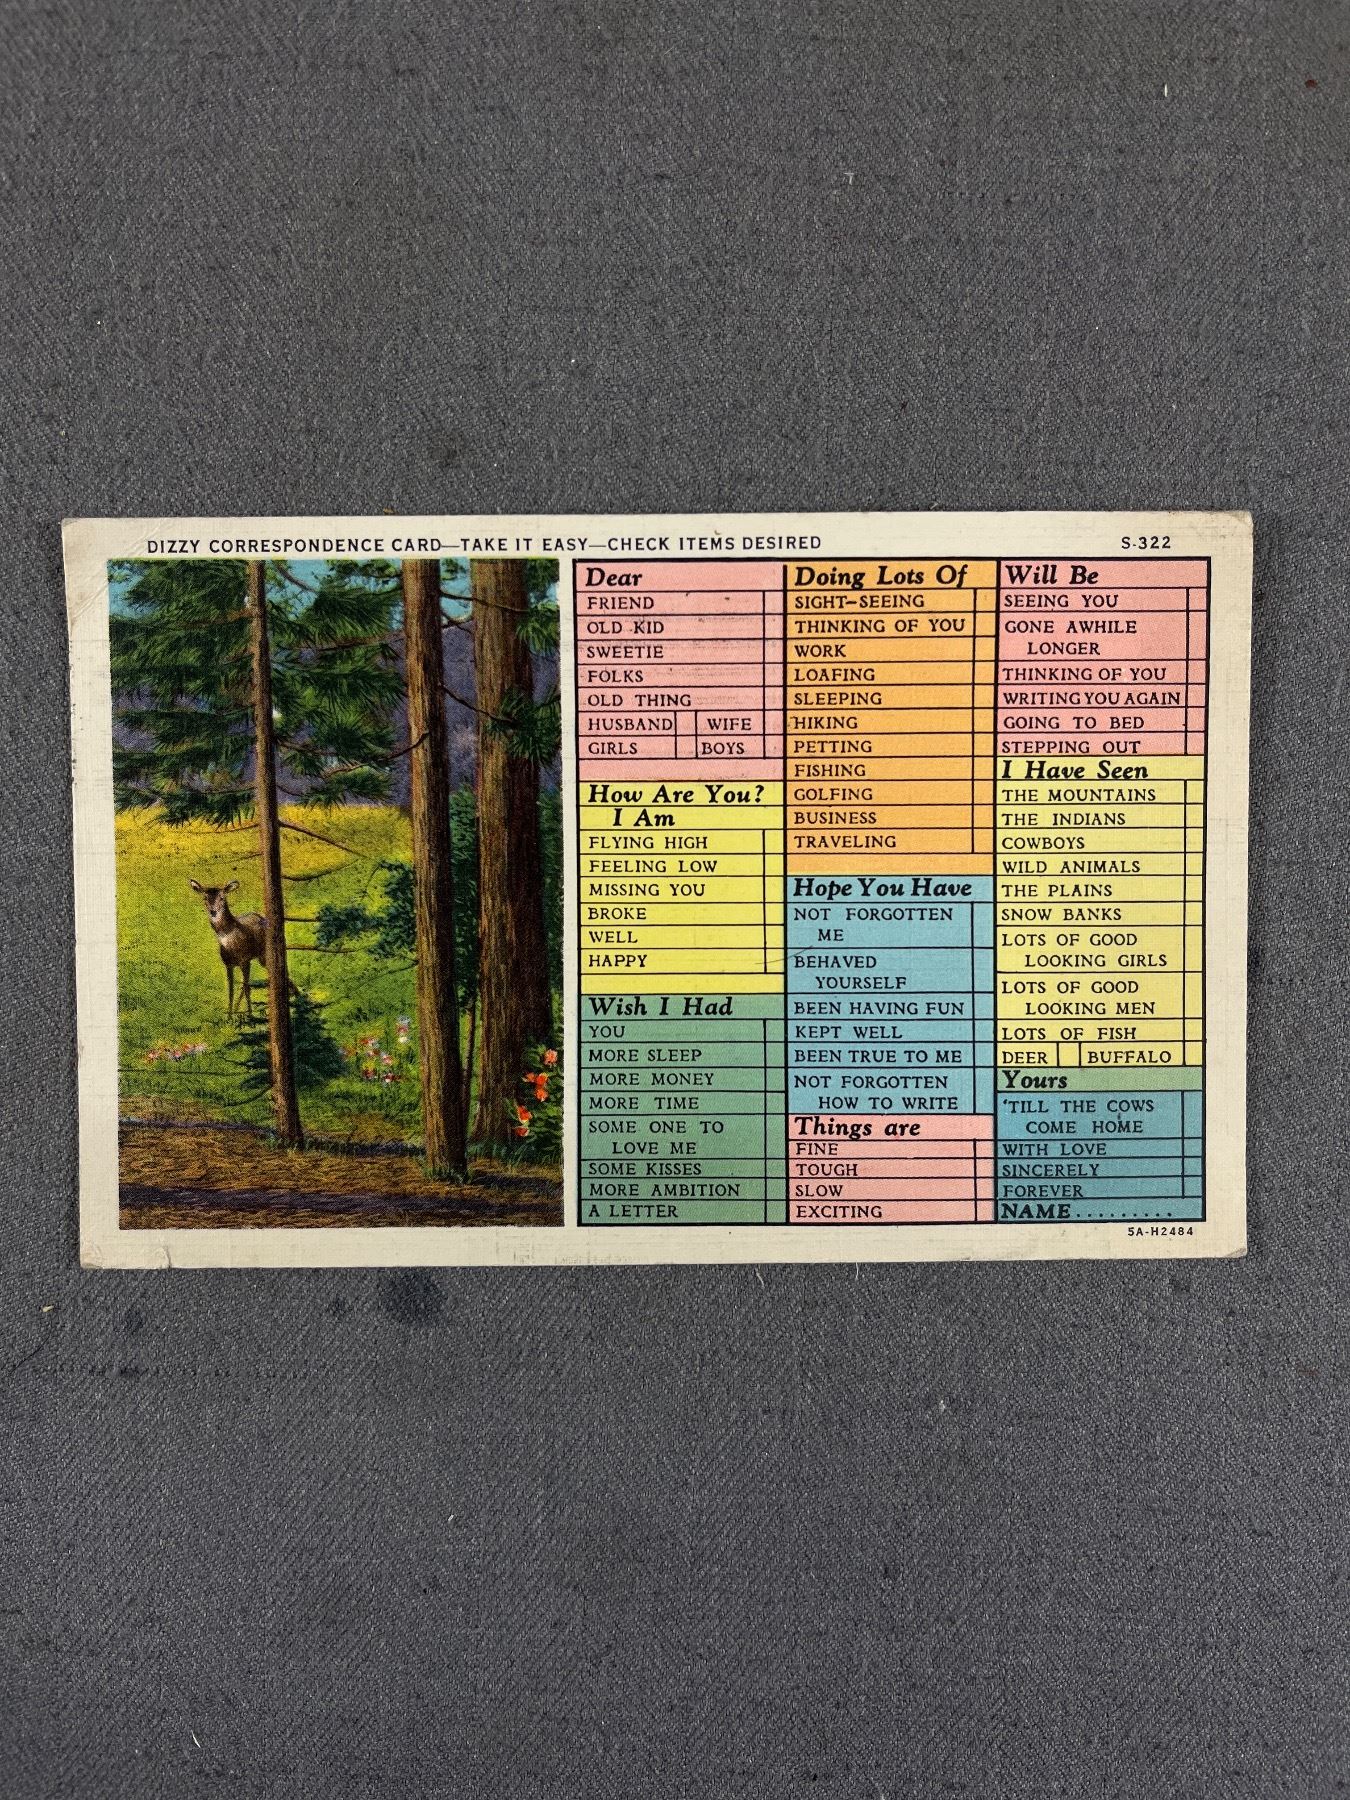 DIZZY CORRESPONDENCE CARD—TAKE IT EASY—CHECK ITEMS DESIRED
S-322
Dear
FRIEND
OLD KID
SWEETIE
FOLKS
OLD THING
HUSBAND WIFE
GIRLS BOYS
How Are You?
I Am
FLYING HIGH
FEELING LOW
MISSING YOU
BROKE
WELL
HAPPY
Wish I Had
YOU
MORE SLEEP
MORE MONEY
MORE TIME
SOME ONE TO
LOVE ME
SOME KISSES
MORE AMBITION
A LETTER
Doing Lots Of
SIGHT-SEEING
THINKING OF YOU
WORK
LOAFING
SLEEPING
HIKING
PETTING
FISHING
GOLFING
BUSINESS
TRAVELING
Hope You Have
NOT FORGOTTEN
ME
BEHAVED
YOURSELF
BEEN HAVING FUN
KEPT WELL
BEEN TRUE TO ME
NOT FORGOTTEN
HOW TO WRITE
Things are
FINE
TOUGH
SLOW
EXCITING
Will Be
SEEING YOU
GONE AWHILE
LONGER
THINKING OF YOU
WRITING YOU AGAIN
GOING TO BED
STEPPING OUT
I Have Seen
THE MOUNTAINS
THE INDIANS
COWBOYS
WILD ANIMALS
THE PLAINS
SNOW BANKS
LOTS OF GOOD
LOOKING GIRLS
LOTS OF GOOD
LOOKING MEN
LOTS OF FISH
DEER BUFFALO
Yours
'TILL THE COWS
COME HOME
WITH LOVE
SINCERELY
FOREVER
NAME.........
5A-H2484